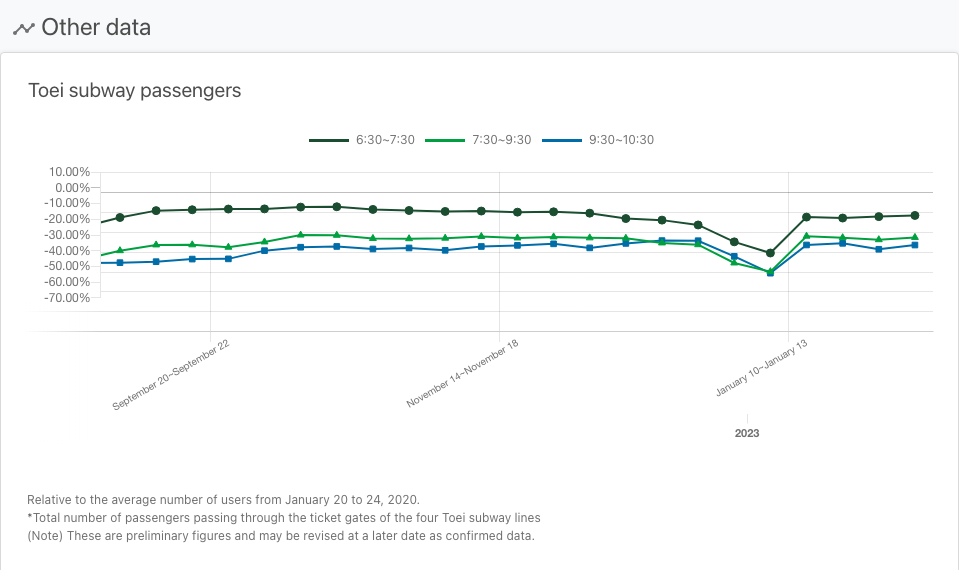 Other data
Toei subway passengers
6:30~7:30 7:30~9:30 9:30~10:30
10.00%
0.00%
-10.00%
-20.00%
-30.00%
-40.00%
-50.00%
-60.00%
-70.00%
September 20~September 22
November 14~November 18
January 10~January 13
2023
Relative to the average number of users from January 20 to 24, 2020.
*Total number of passengers passing through the ticket gates of the four Toei subway lines
(Note) These are preliminary figures and may be revised at a later date as confirmed data.